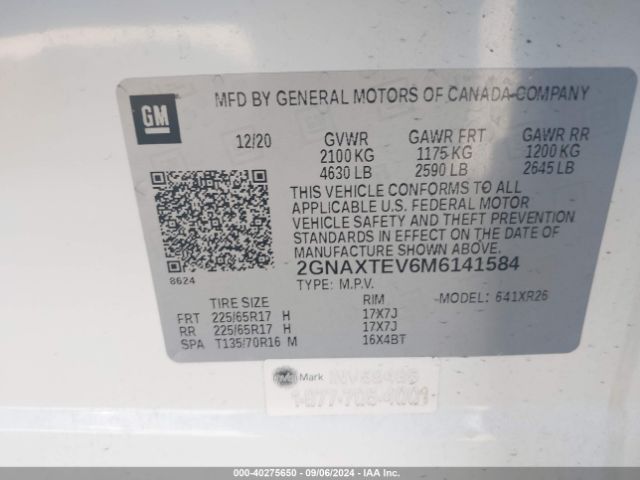 GM
MFD BY GENERAL MOTORS OF CANADA COMPANY
12/20 GVWR GAWR FRT GAWR RR
2100 KG 1175 KG 1200 KG
4630 LB 2590 LB 2645 LB
THIS VEHICLE CONFORMS TO ALL
APPLICABLE U.S. FEDERAL MOTOR
VEHICLE SAFETY AND THEFT PREVENTION
STANDARDS IN EFFECT ON THE DATE OF
MANUFACTURE SHOWN ABOVE.
8624
2GNAXTEV6M6141584
TYPE: M.P.V. MODEL: 641XR26
TIRE SIZE RIM
FRT 225/65R17 H 17X7J
RR 225/65R17 H 17X7J
SPA T135/70R16 M 16X4BT
Mark
1-877-706-4001
000-40275650 - 09/06/2024 - IAA Inc.